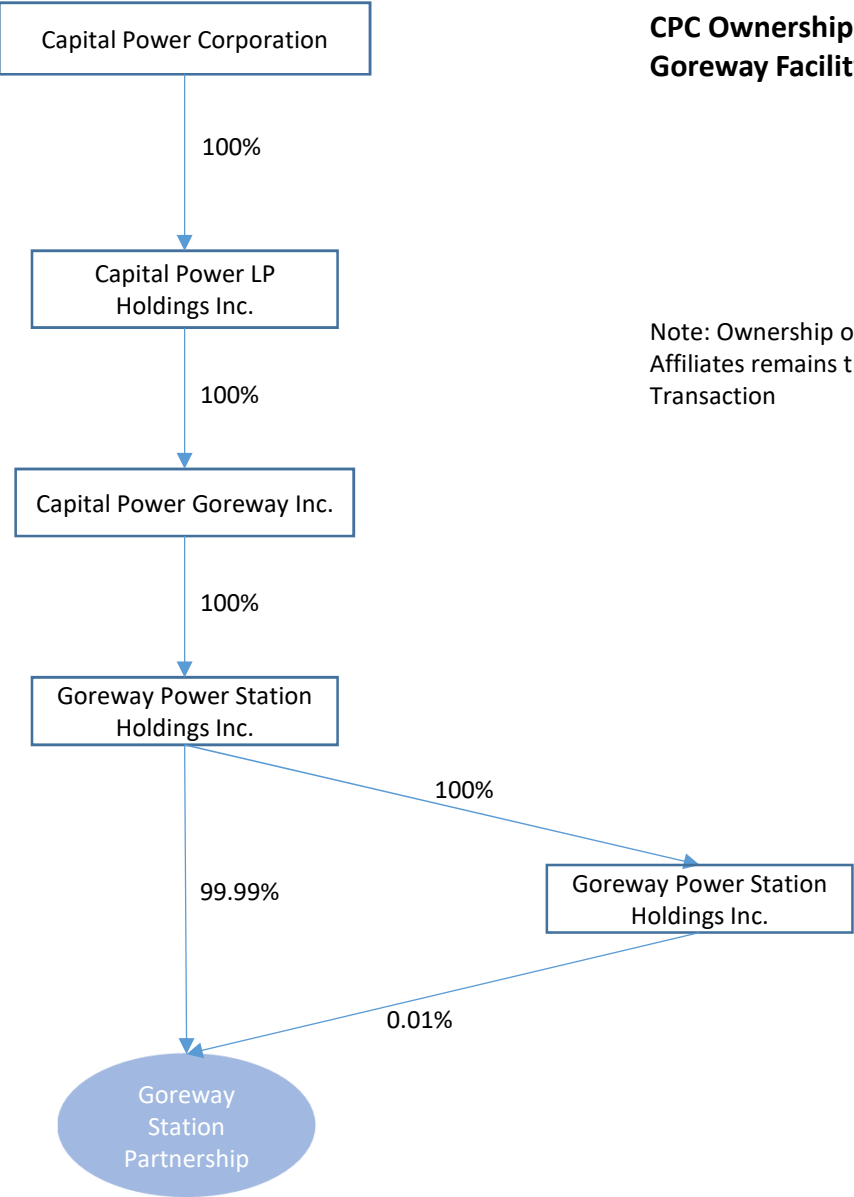 Capital Power Corporation
CPC Ownership
Goreway Facilit
100%
Capital Power LP
Holdings Inc.
Note: Ownership o
Affiliates remains t
Transaction
100%
Capital Power Goreway Inc.
100%
Goreway Power Station
Holdings Inc.
100%
99.99%
Goreway Power Station
Holdings Inc.
0.01%
Goreway
Station
Partnership